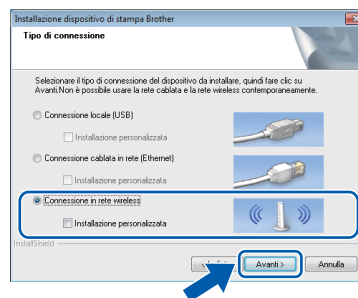 Installazione dispositivo di stampa Brother
Tipo di connessione
Selezionare il tipo di connessione del dispositivo da installare, quindi fare clic su
Avanti.Non è possibile usare la rete cablata e la rete wireless contemporaneamente.
Connessione locale (USB)
Installazione personalizzata
Connessione cablata in rete (Ethernet)
Installazione personalizzata
Connessione in rete wireless
Installazione personalizzata
InstallShield
Avanti > Annulla